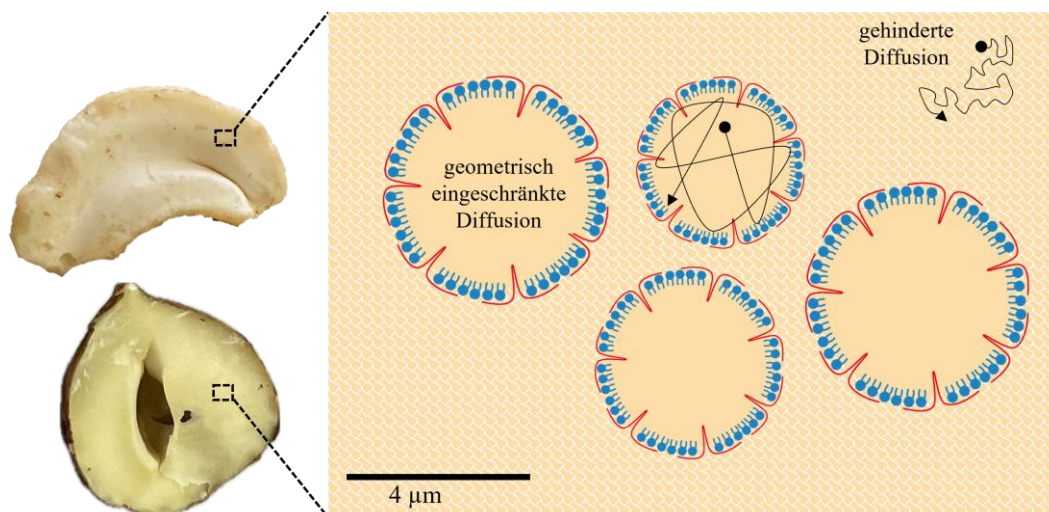 gehinderte
Diffusion
geometrisch
eingeschränkte
Diffusion
4 µm